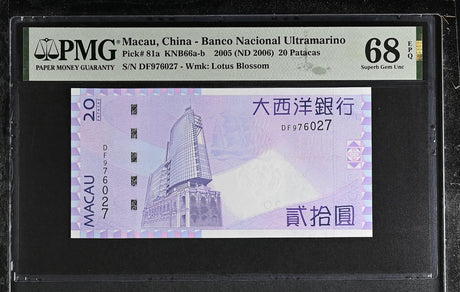 PMG
PAPER MONEY GUARANTY
Macau, China - Banco Nacional Ultramarino
Pick# 81a KNB66a-b 2005 (ND 2006) 20 Patacas
S/N DF976027 - Wmk: Lotus Blossom
68
EPQ
Superb Gem Unc
20
MACAU
DF976027
大西洋銀行
DF976027
貳拾圓